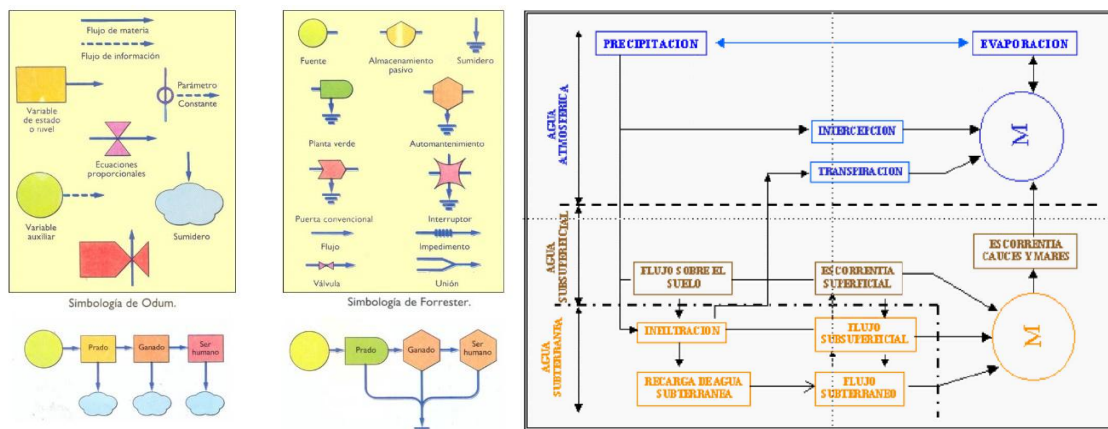 Flujo de materia
Flujo de información
Variable
de estado
o nivel
Parámetro
Constante
Ecuaciones
proporcionales
Variable
auxiliar
Sumidero
Simbología de Odum.
Prado
Ganado
Ser
humano
Fuente
Almacenamiento
pasivo
Sumidero
Planta verde
Automantenimiento
Puerta convencional
Interruptor
Flujo
Impedimento
Válvula
Unión
Simbología de Forrester.
Prado
Ganado
Ser
humano
AGUA
ATMOSFERICA
PRECIPITACION
EVAPORACION
M
INTERCEPCION
TRANSPIRACION
AGUA
SUBSUPERFICIAL
FLUJO SOBRE EL
SUELO
ESCORRENTIA
SUPERFICIAL
ESCORRENTIA
CAUCES Y MARES
AGUA
SUBTERRANEA
INFILTRACION
FLUJO
SUBSUPERFICIAL
M
RECARGA DE AGUA
SUBTERRANEA
FLUJO
SUBTERRANEO